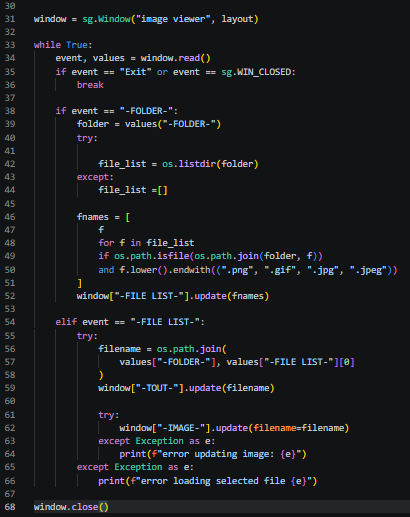 30
31 window = sg.Window("image viewer", layout)
32
33 while True:
34     event, values = window.read()
35     if event == "Exit" or event == sg.WIN_CLOSED:
36         break
37
38     if event == "-FOLDER-":
39         folder = values("-FOLDER-")
40         try:
41
42             file_list = os.listdir(folder)
43         except:
44             file_list =[]
45
46         fnames = [
47             f
48             for f in file_list
49             if os.path.isfile(os.path.join(folder, f))
50             and f.lower().endwith((".png", ".gif", ".jpg", ".jpeg"))
51         ]
52         window["-FILE LIST-"].update(fnames)
53
54     elif event == "-FILE LIST-":
55         try:
56             filename = os.path.join(
57                 values["-FOLDER-"], values["-FILE LIST-"][0]
58             )
59             window["-TOUT-"].update(filename)
60
61             try:
62                 window["-IMAGE-"].update(filename=filename)
63             except Exception as e:
64                 print(f"error updating image: {e}")
65         except Exception as e:
66             print(f"error loading selected file {e}")
67
68 window.close()